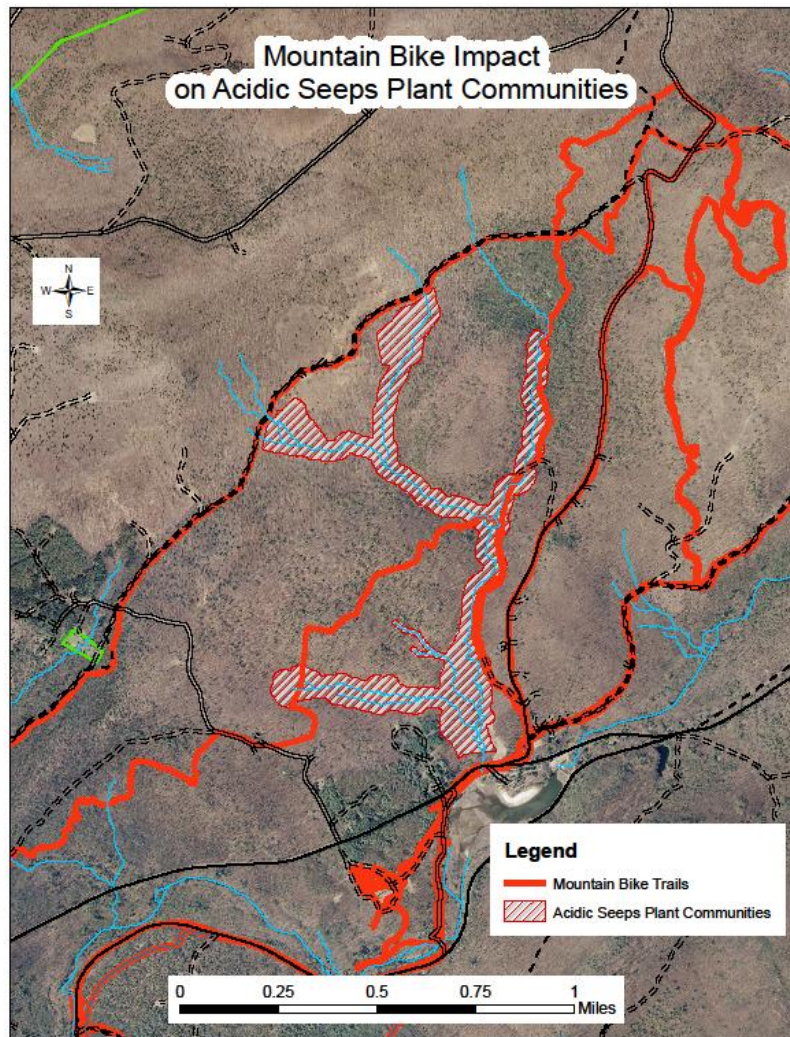 Mountain Bike Impact
on Acidic Seeps Plant Communities
N
W E
S
Legend
Mountain Bike Trails
Acidic Seeps Plant Communities
0 0.25 0.5 0.75 1
Miles